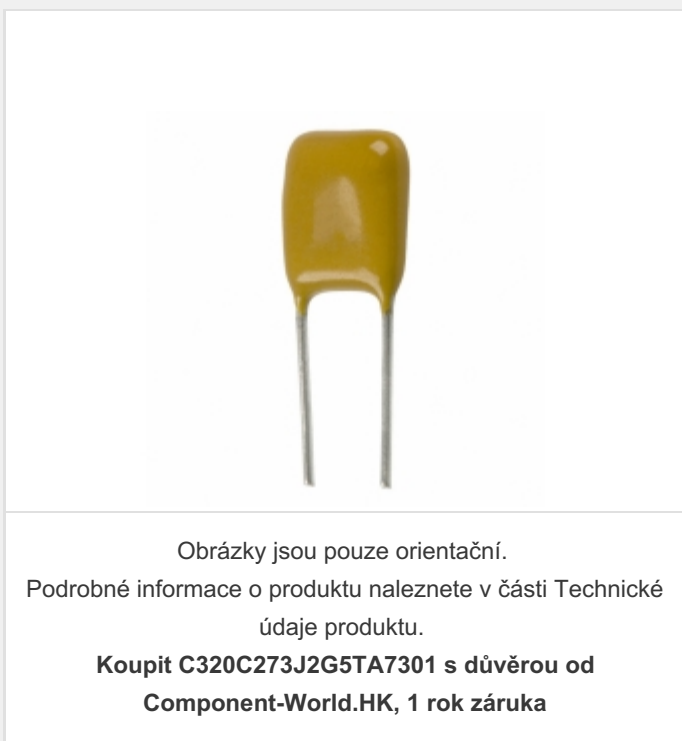 Obrázky jsou pouze orientační.
Podrobné informace o produktu naleznete v části Technické
údaje produktu.
Koupit C320C273J2G5TA7301 s důvěrou od
Component-World.HK, 1 rok záruka